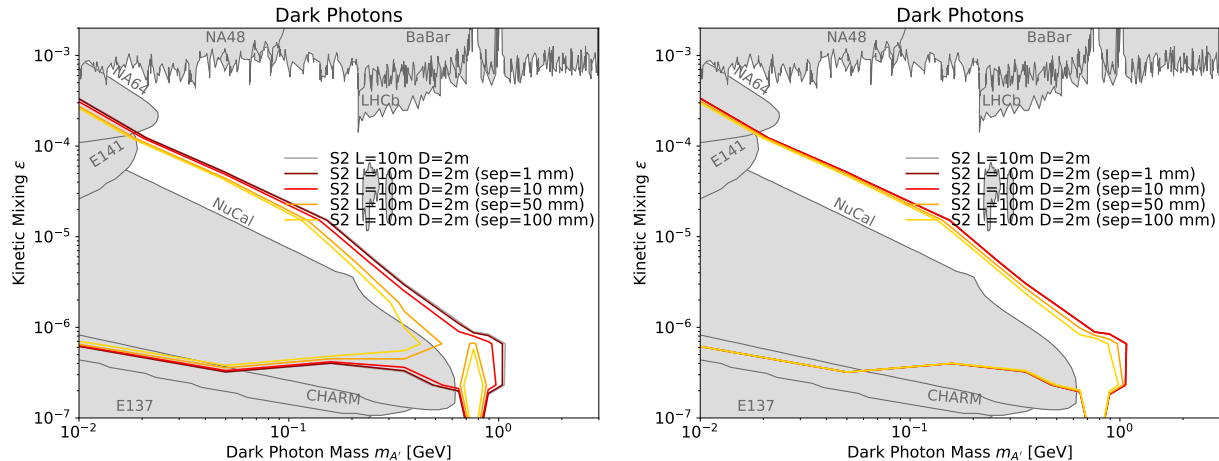 Dark Photons
NA48
BaBar
NA64
LHCb
E141
NuCal
CHARM
E137
S2 L=10m D=2m
S2 L=10m D=2m (sep=1 mm)
S2 L=10m D=2m (sep=10 mm)
S2 L=10m D=2m (sep=50 mm)
S2 L=10m D=2m (sep=100 mm)
Kinetic Mixing ε
10⁻³
10⁻⁴
10⁻⁵
10⁻⁶
10⁻⁷
10⁻²
10⁻¹
10⁰
Dark Photon Mass m_A′ [GeV]
Dark Photons
NA48
BaBar
NA64
LHCb
E141
NuCal
CHARM
E137
S2 L=10m D=2m
S2 L=10m D=2m (sep=1 mm)
S2 L=10m D=2m (sep=10 mm)
S2 L=10m D=2m (sep=50 mm)
S2 L=10m D=2m (sep=100 mm)
Kinetic Mixing ε
10⁻³
10⁻⁴
10⁻⁵
10⁻⁶
10⁻⁷
10⁻²
10⁻¹
10⁰
Dark Photon Mass m_A′ [GeV]